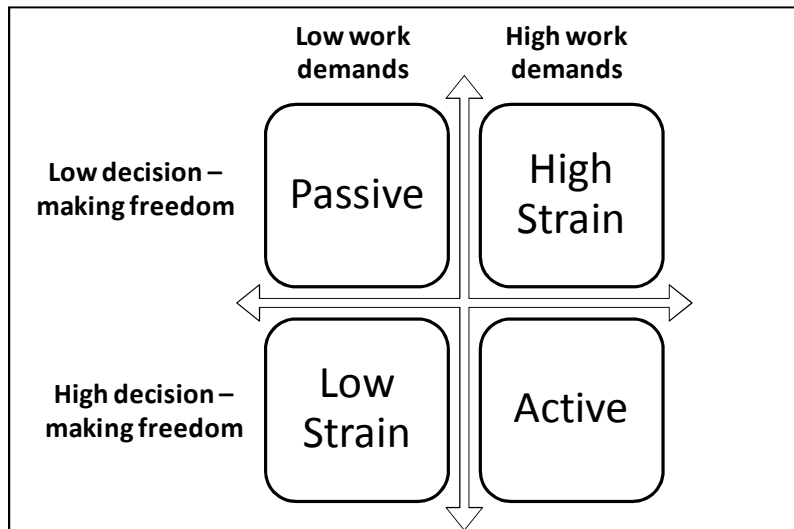 Low work
demands
High work
demands
Low decision –
making freedom
Passive
High
Strain
High decision –
making freedom
Low
Strain
Active